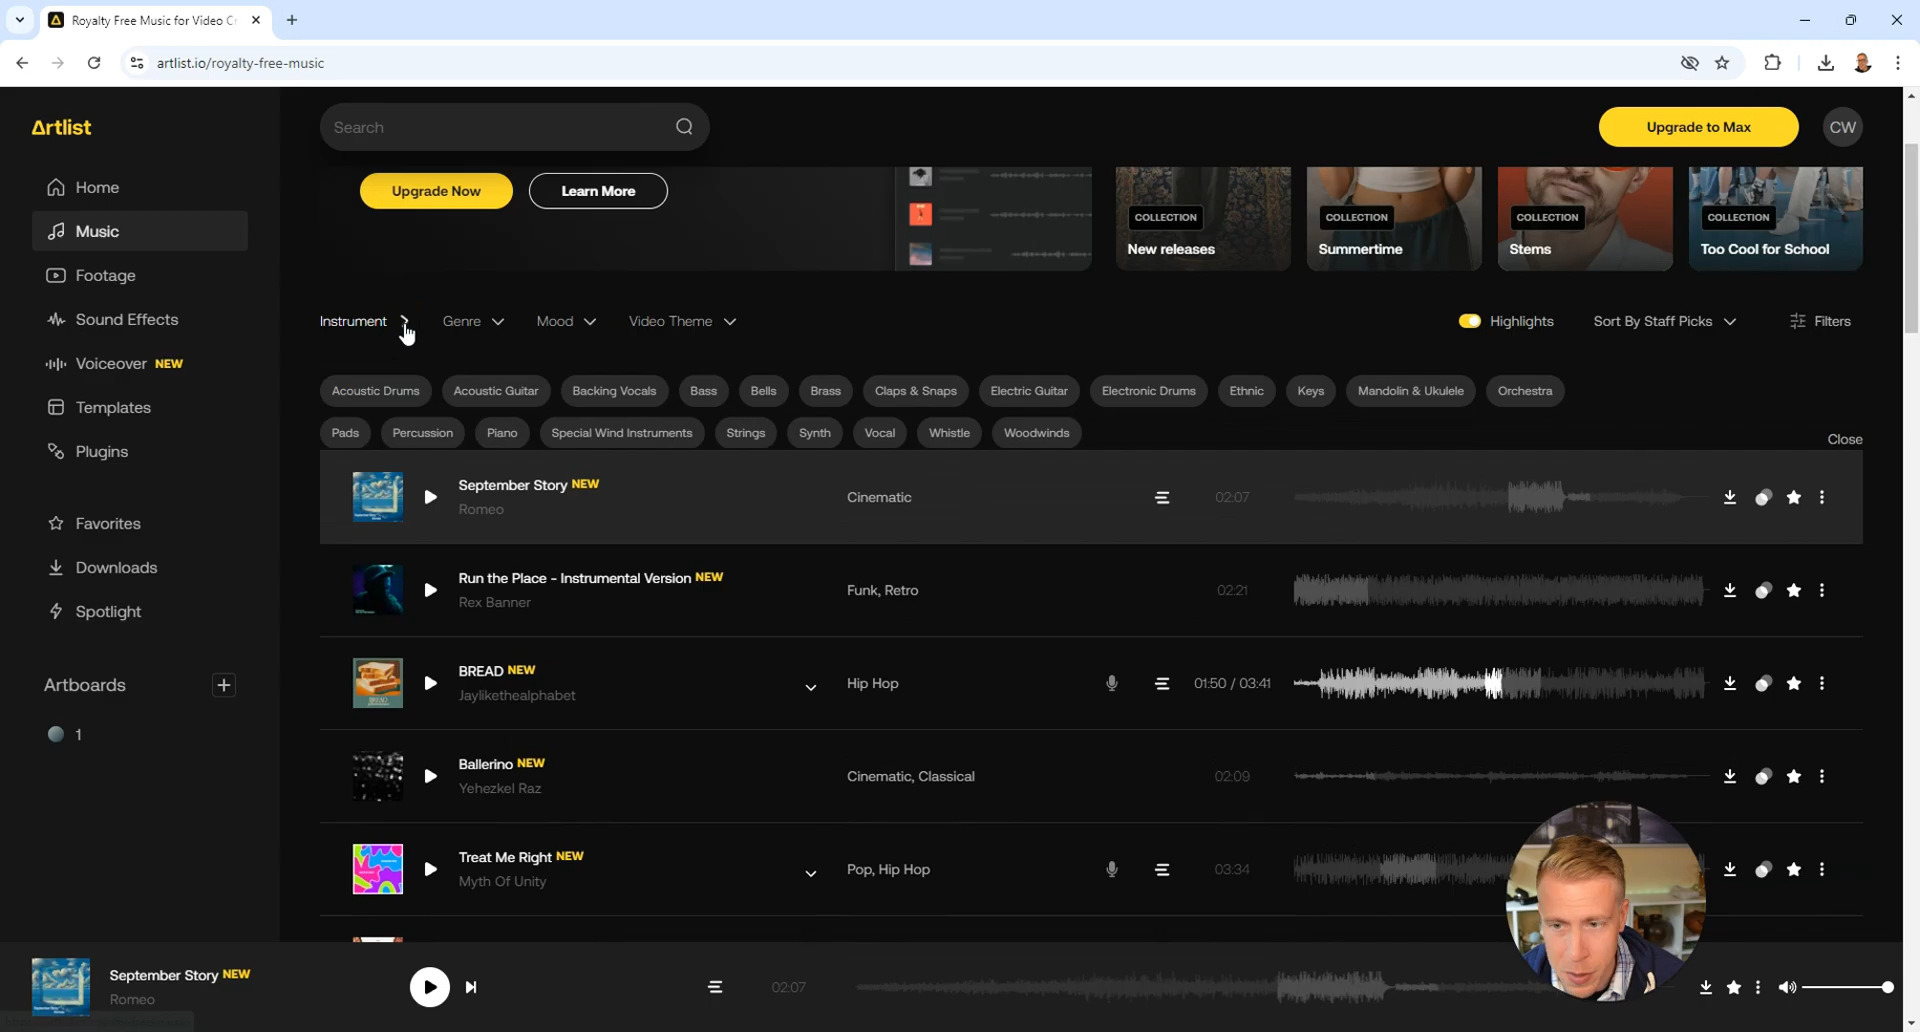 Royalty Free Music for Video C
artlist.io/royalty-free-music
Artlist
Search
Upgrade to Max
CW
Home
Music
Footage
Sound Effects
Voiceover NEW
Templates
Plugins
Favorites
Downloads
Spotlight
Artboards
1
Upgrade Now
Learn More
COLLECTION
New releases
COLLECTION
Summertime
COLLECTION
Stems
COLLECTION
Too Cool for School
Instrument
Genre
Mood
Video Theme
Highlights
Sort By Staff Picks
Filters
Acoustic Drums
Acoustic Guitar
Backing Vocals
Bass
Bells
Brass
Claps & Snaps
Electric Guitar
Electronic Drums
Ethnic
Keys
Mandolin & Ukulele
Orchestra
Pads
Percussion
Piano
Special Wind Instruments
Strings
Synth
Vocal
Whistle
Woodwinds
Close
September Story NEW
Romeo
Cinematic
02:07
Run the Place - Instrumental Version NEW
Rex Banner
Funk, Retro
02:21
BREAD NEW
Jaylikethealphabet
Hip Hop
01:50 / 03:41
Ballerino NEW
Yehezkel Raz
Cinematic, Classical
02:09
Treat Me Right NEW
Myth Of Unity
Pop, Hip Hop
03:34
September Story NEW
Romeo
02:07